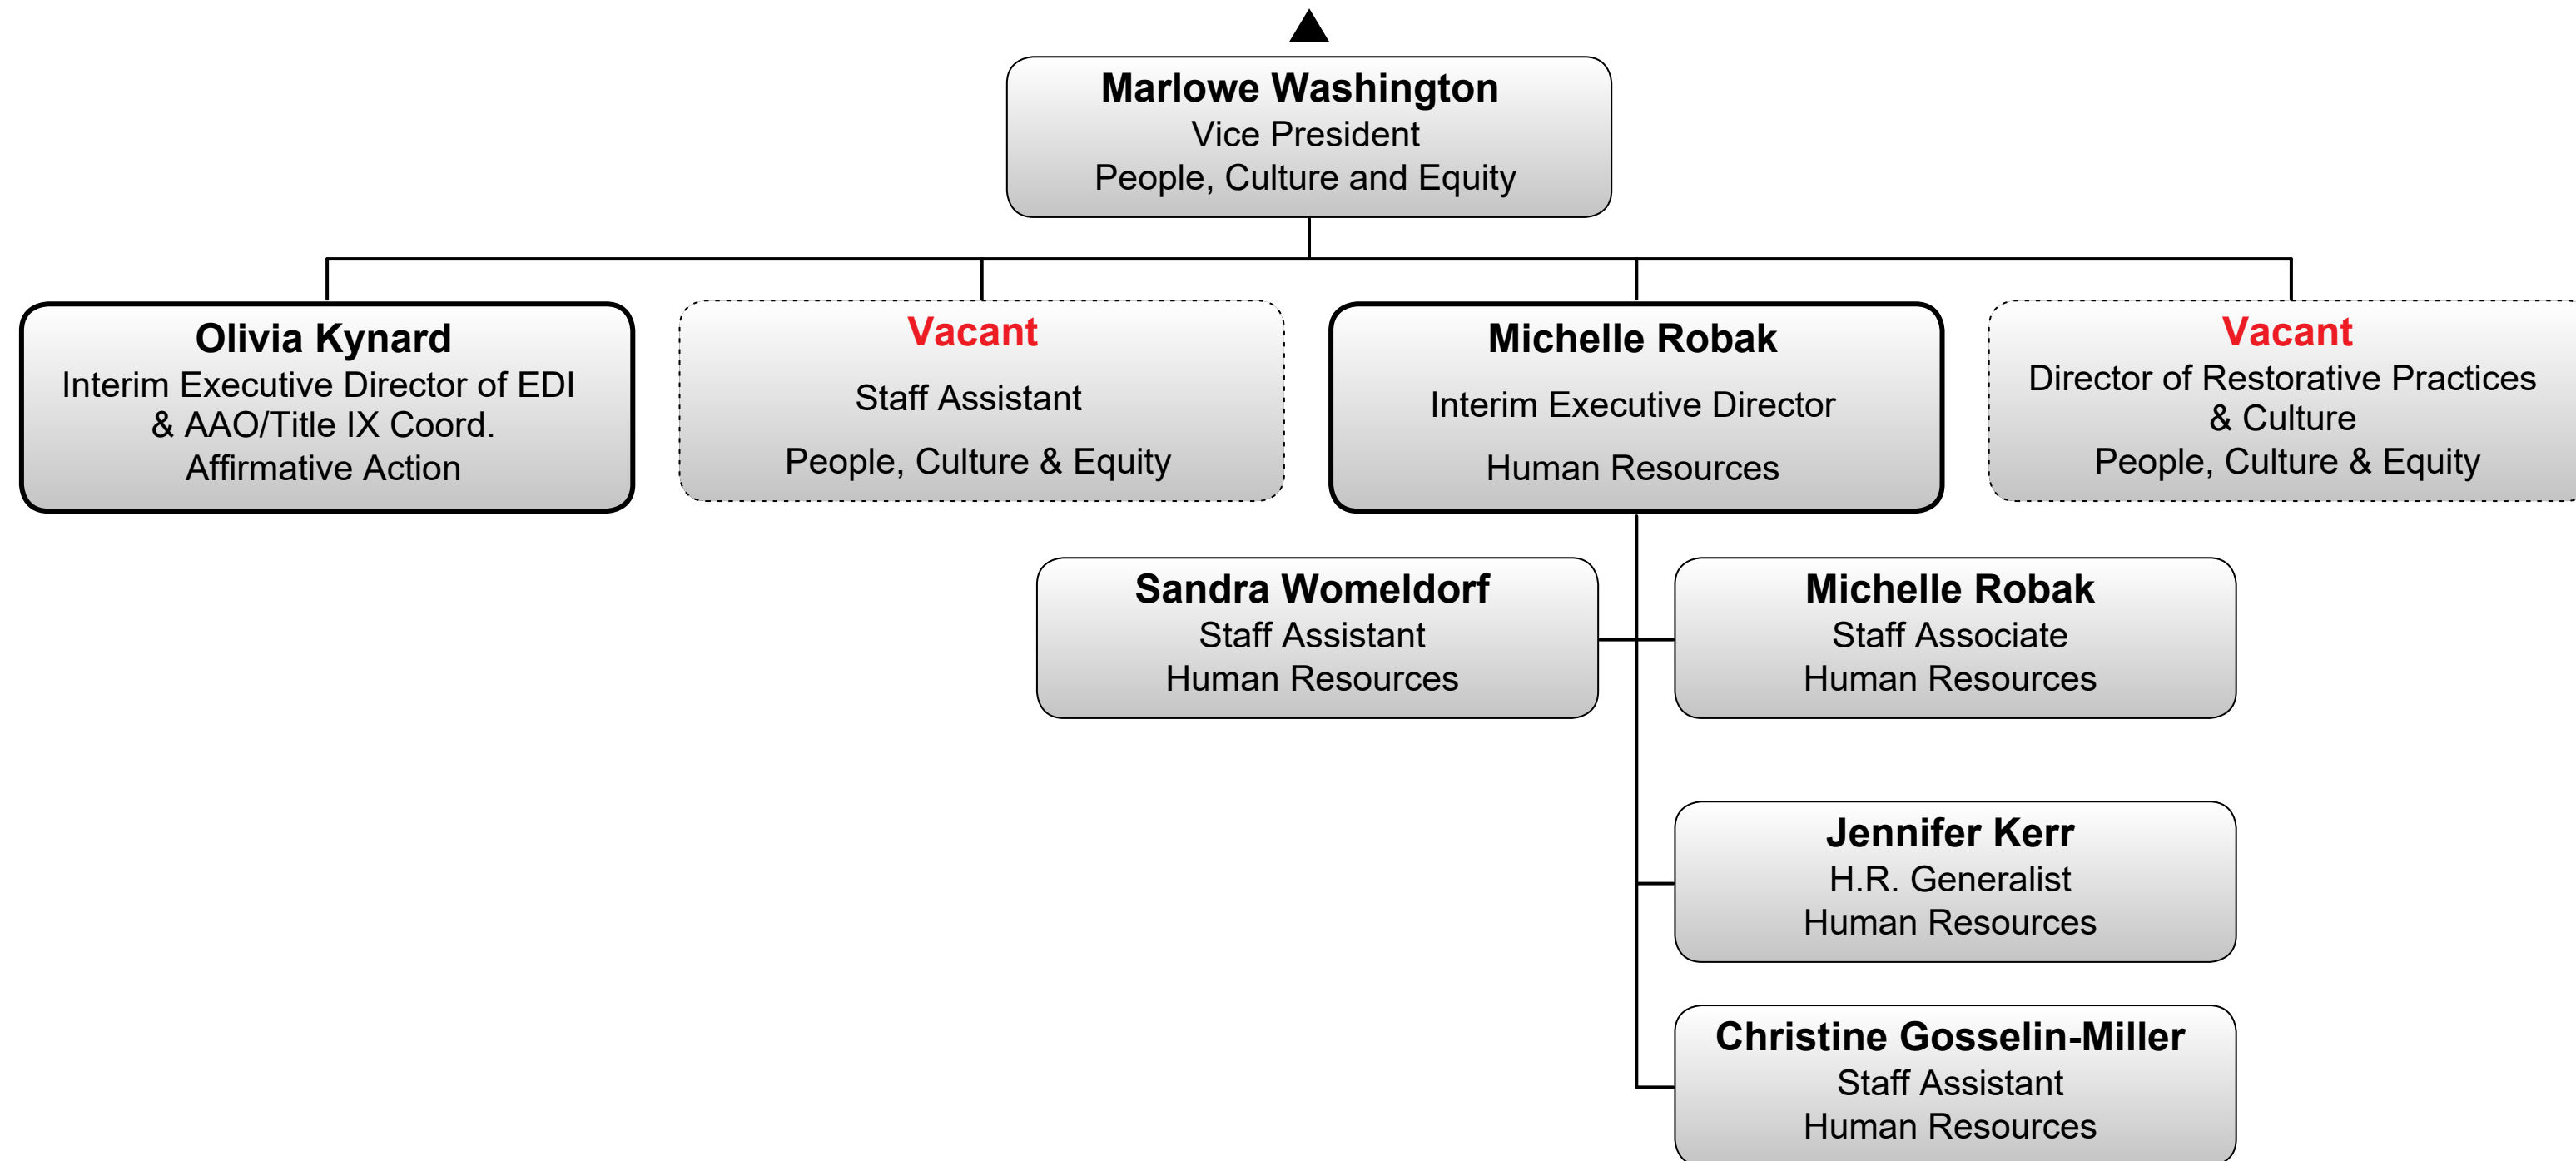 Marlowe Washington
Vice President
People, Culture and Equity
Olivia Kynard
Interim Executive Director of EDI
& AAO/Title IX Coord.
Affirmative Action
Vacant
Staff Assistant
People, Culture & Equity
Michelle Robak
Interim Executive Director
Human Resources
Vacant
Director of Restorative Practices
& Culture
People, Culture & Equity
Sandra Womeldorf
Staff Assistant
Human Resources
Michelle Robak
Staff Associate
Human Resources
Jennifer Kerr
H.R. Generalist
Human Resources
Christine Gosselin-Miller
Staff Assistant
Human Resources